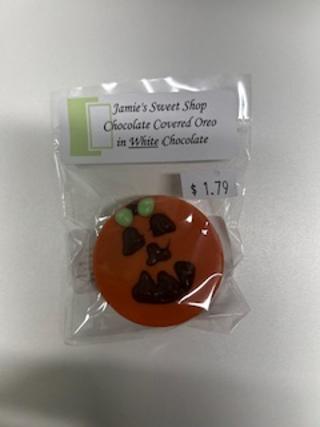 Jamie's Sweet Shop
Chocolate Covered Oreo
in White Chocolate
$ 1.79